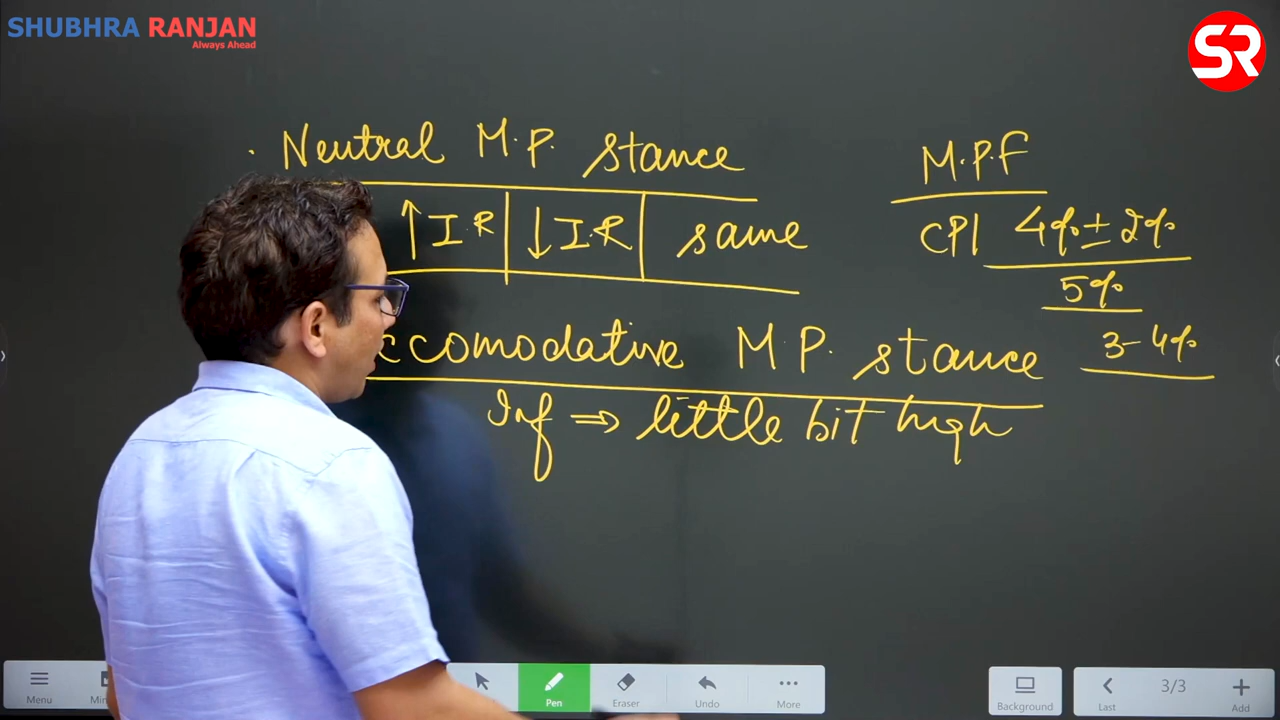 SHUBHRA RANJAN
Always Ahead
SR
. Neutral M.P. stance
↑ I.R | ↓ I.R | same
M.P.F
CPI 4% ± 2%
5%
3-4%
ccomodative M.P. stance
Inf ⇒ little bit high
Menu
Pen
Eraser
Undo
More
Background
Last
3/3
Add